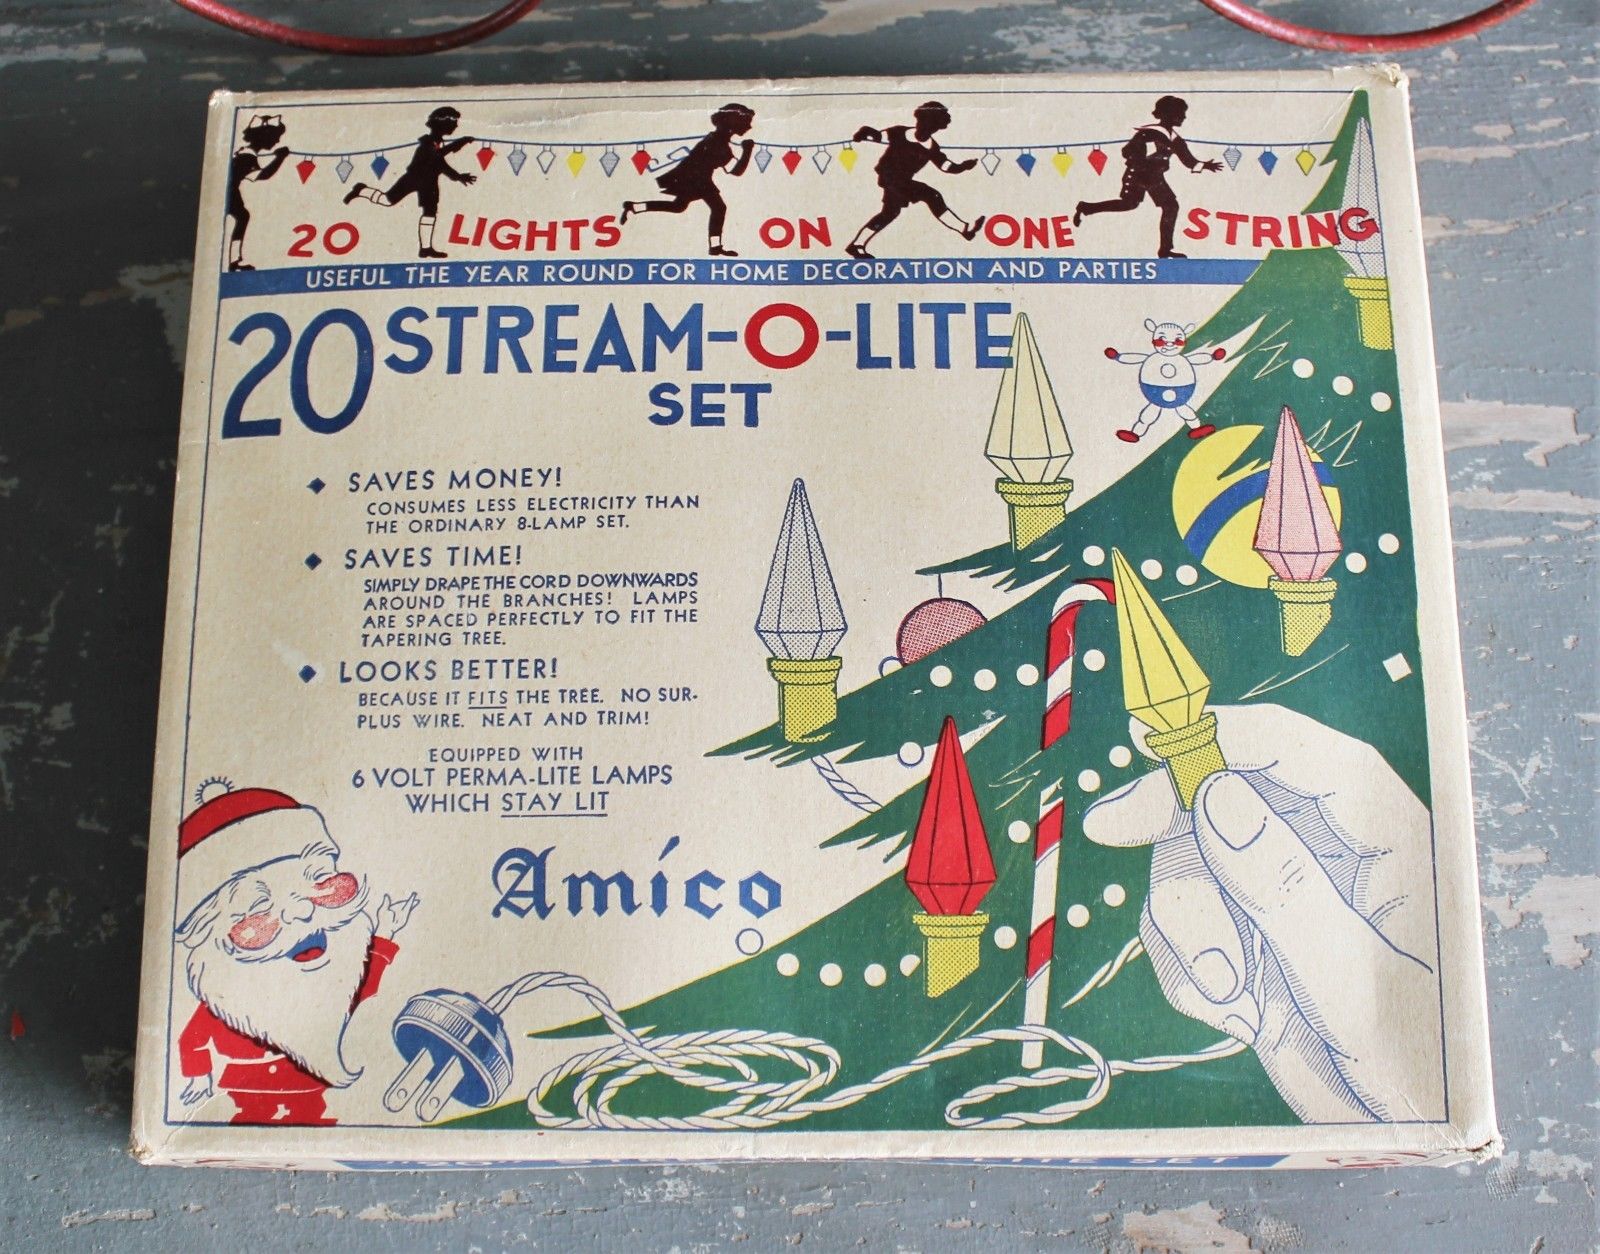 20 LIGHTS ON ONE STRING
USEFUL THE YEAR ROUND FOR HOME DECORATION AND PARTIES
20 STREAM-O-LITE
SET
SAVES MONEY!
CONSUMES LESS ELECTRICITY THAN
THE ORDINARY 8-LAMP SET.
SAVES TIME!
SIMPLY DRAPE THE CORD DOWNWARDS
AROUND THE BRANCHES! LAMPS
ARE SPACED PERFECTLY TO FIT THE
TAPERING TREE.
LOOKS BETTER!
BECAUSE IT FITS THE TREE. NO SUR-
PLUS WIRE. NEAT AND TRIM!
EQUIPPED WITH
6 VOLT PERMA-LITE LAMPS
WHICH STAY LIT
Amico
SET